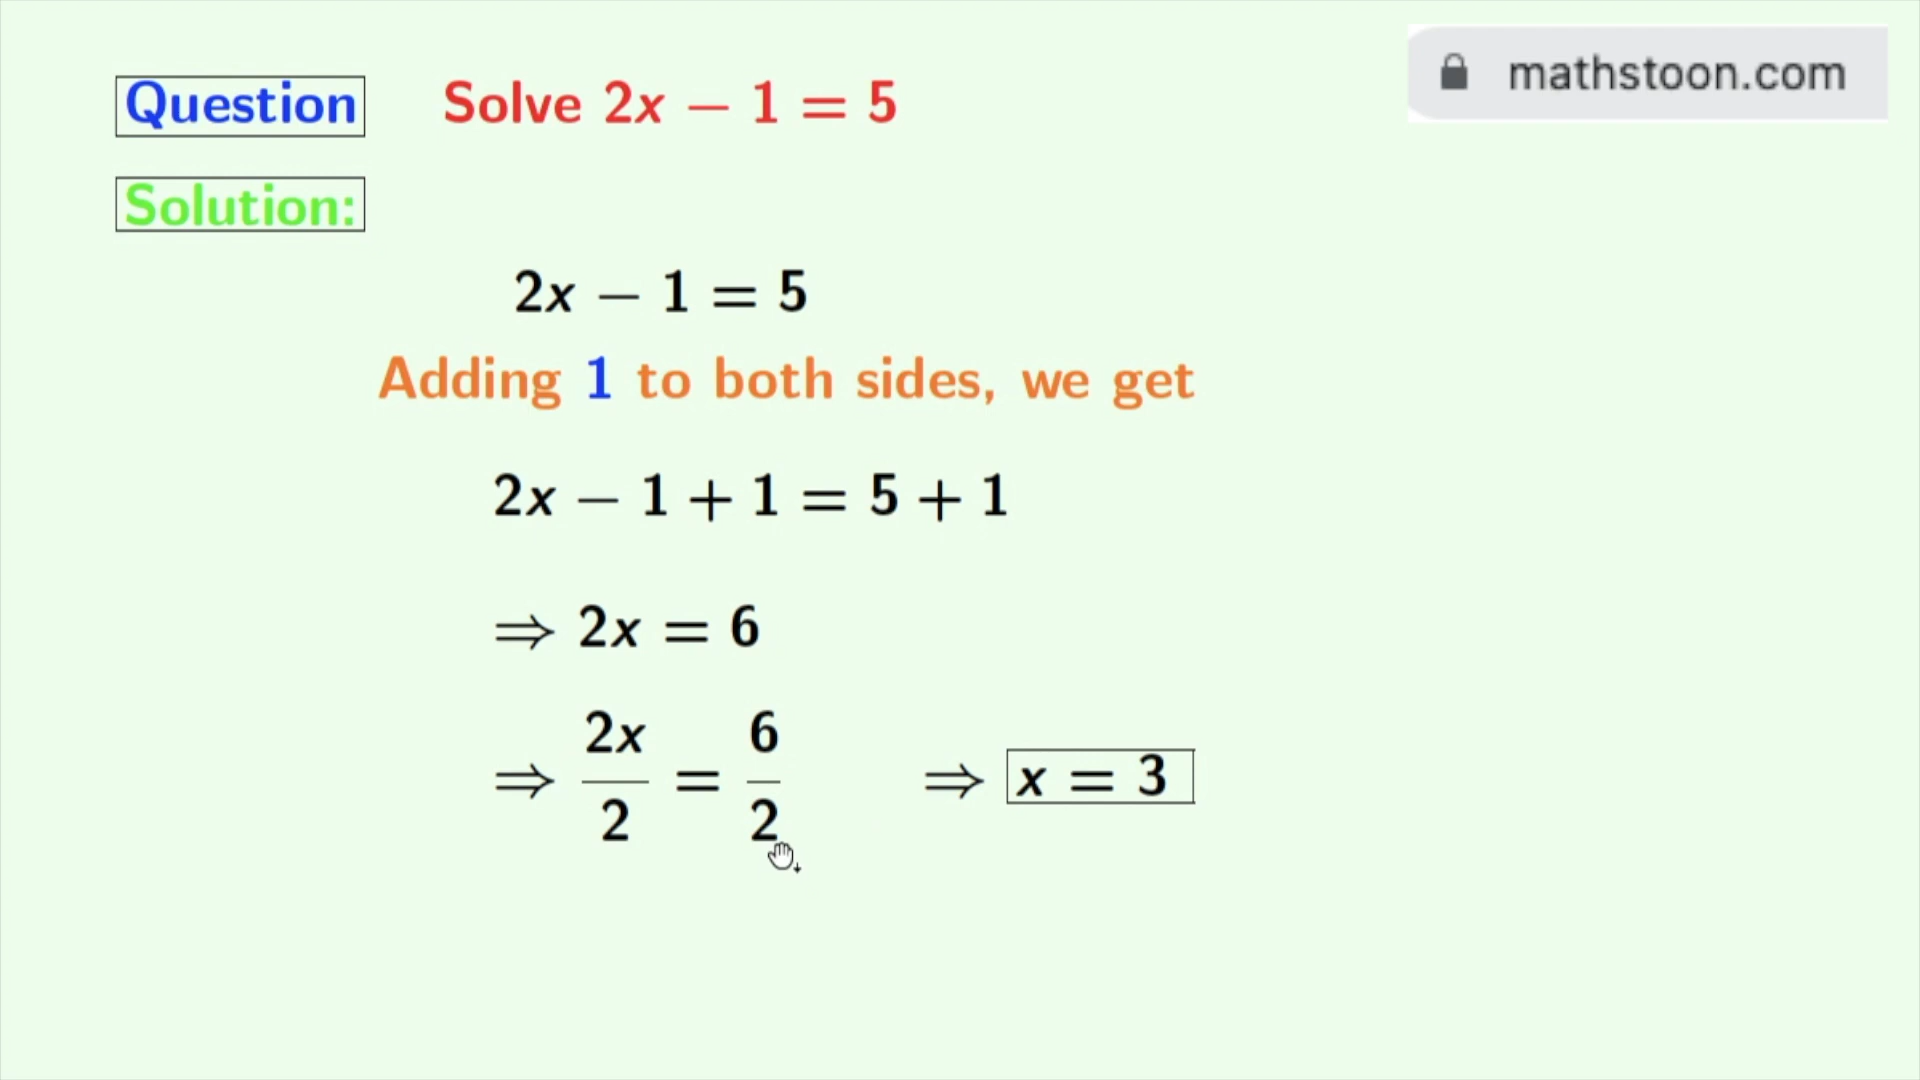 Question Solve 2x − 1 = 5
mathstoon.com
Solution:
2x − 1 = 5
Adding 1 to both sides, we get
2x − 1 + 1 = 5 + 1
⇒ 2x = 6
⇒ 2x/2 = 6/2 ⇒ x = 3